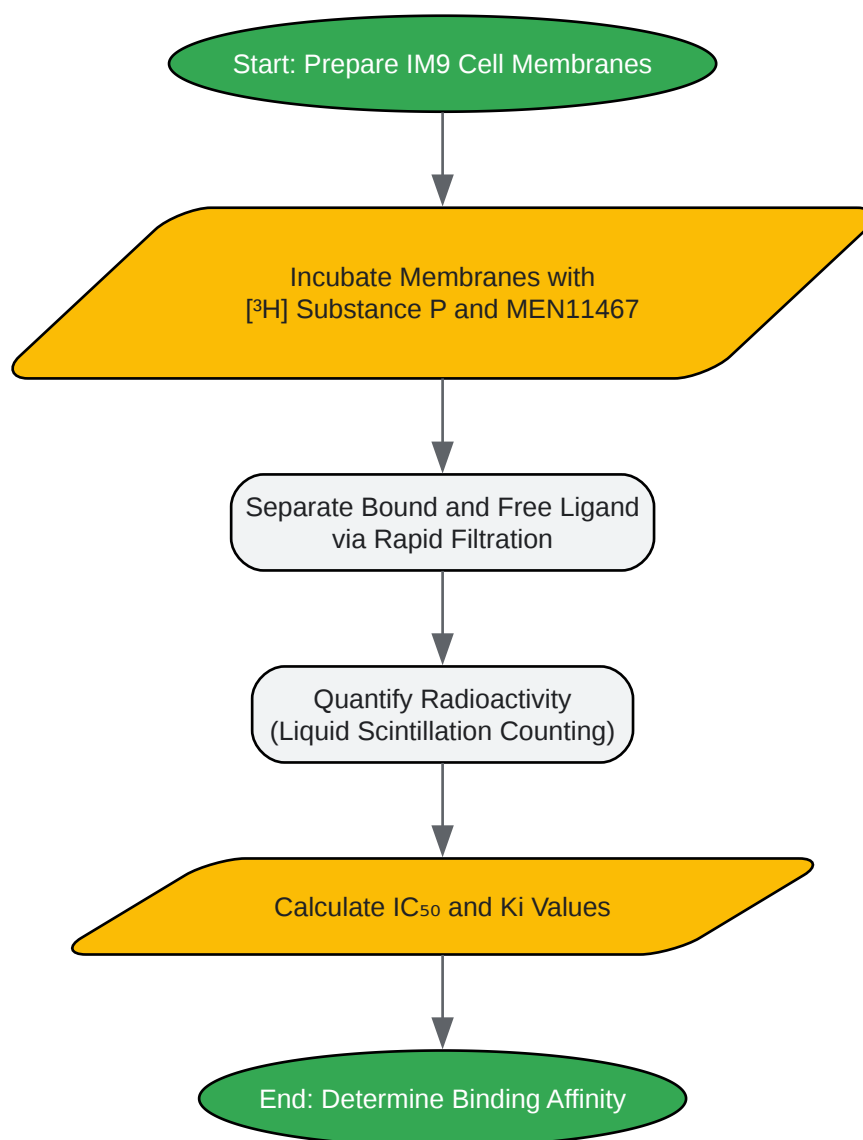 Start: Prepare IM9 Cell Membranes
Incubate Membranes with
[³H] Substance P and MEN11467
Separate Bound and Free Ligand
via Rapid Filtration
Quantify Radioactivity
(Liquid Scintillation Counting)
Calculate IC₅₀ and Ki Values
End: Determine Binding Affinity